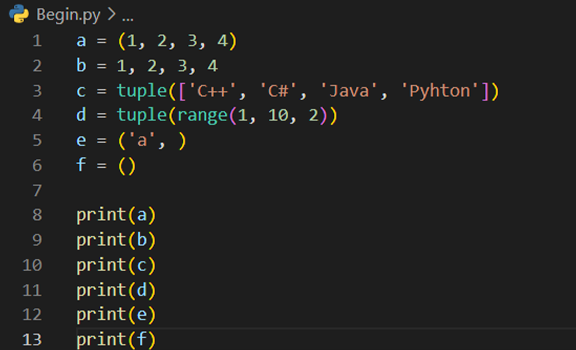 Begin.py > ...
1 a = (1, 2, 3, 4)
2 b = 1, 2, 3, 4
3 c = tuple(['C++', 'C#', 'Java', 'Pyhton'])
4 d = tuple(range(1, 10, 2))
5 e = ('a', )
6 f = ()
7
8 print(a)
9 print(b)
10 print(c)
11 print(d)
12 print(e)
13 print(f)